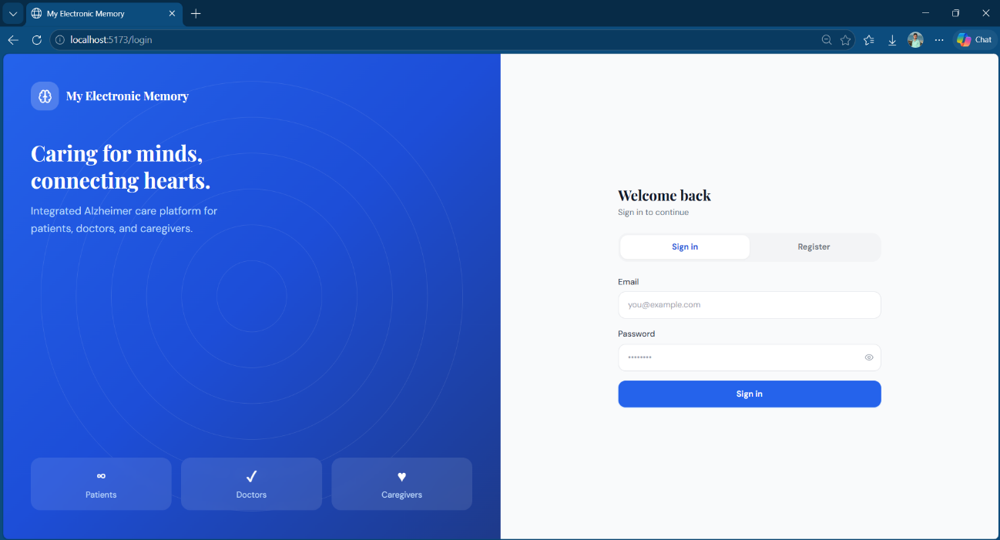 My Electronic Memory
localhost:5173/login
Chat
My Electronic Memory
Caring for minds,
connecting hearts.
Integrated Alzheimer care platform for
patients, doctors, and caregivers.
∞
Patients
✓
Doctors
♥
Caregivers
Welcome back
Sign in to continue
Sign in
Register
Email
you@example.com
Password
••••••••
Sign in